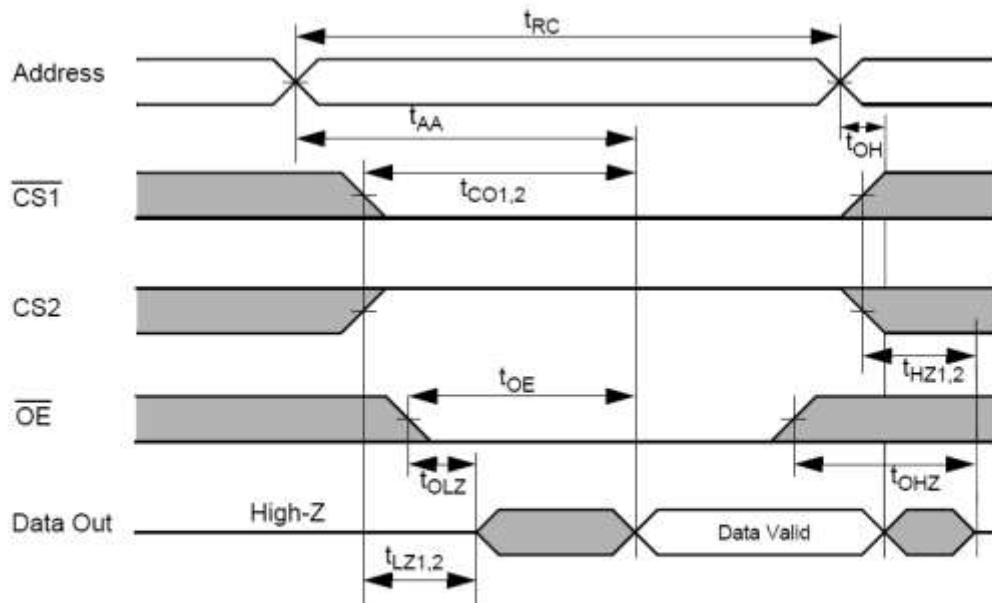 tRC
Address
tAA
tOH
CS1
tCO1,2
CS2
tHZ1,2
tOE
OE
tOLZ
tOHZ
High-Z
Data Out
Data Valid
tLZ1,2